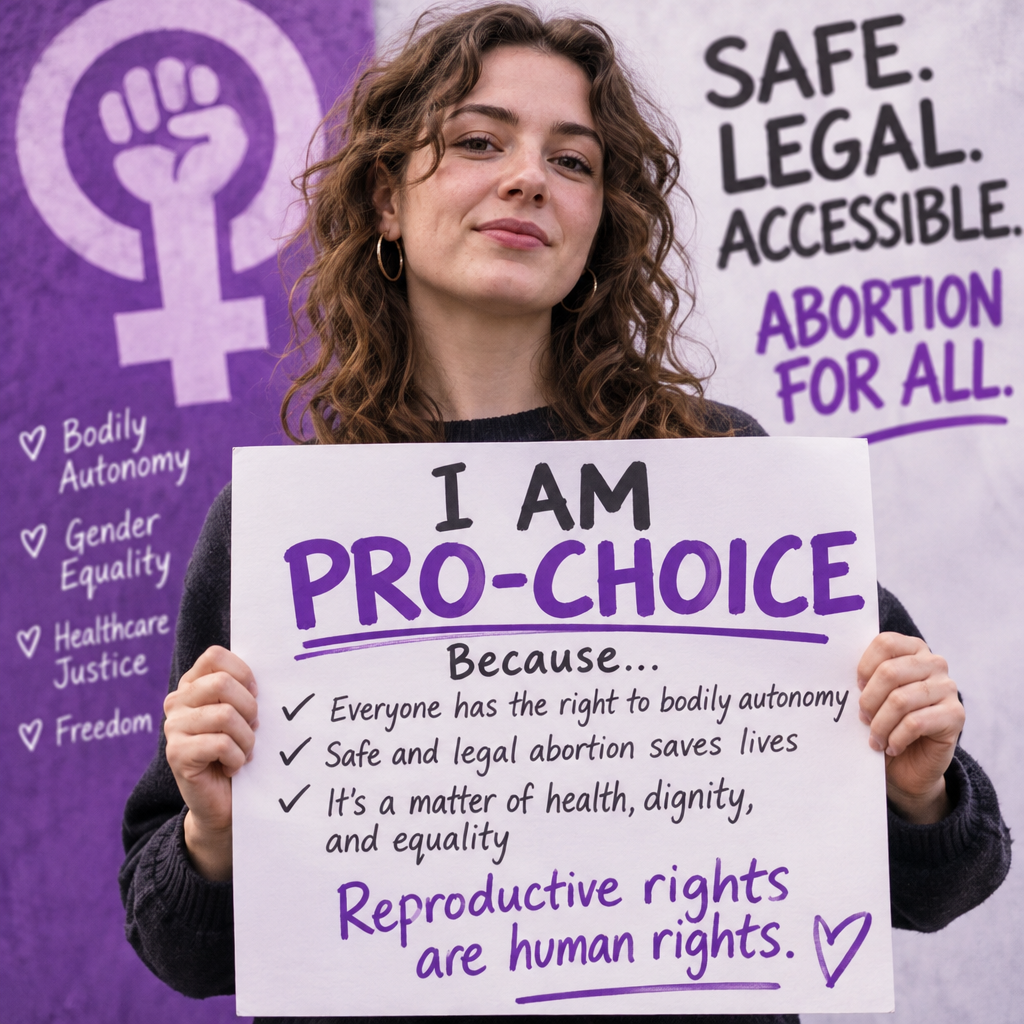 SAFE.
LEGAL.
ACCESSIBLE.
ABORTION
FOR ALL.
Bodily
Autonomy
Gender
Equality
Healthcare
Justice
Freedom
I AM
PRO-CHOICE
Because...
Everyone has the right to bodily autonomy
Safe and legal abortion saves lives
It's a matter of health, dignity,
and equality
Reproductive rights
are human rights.